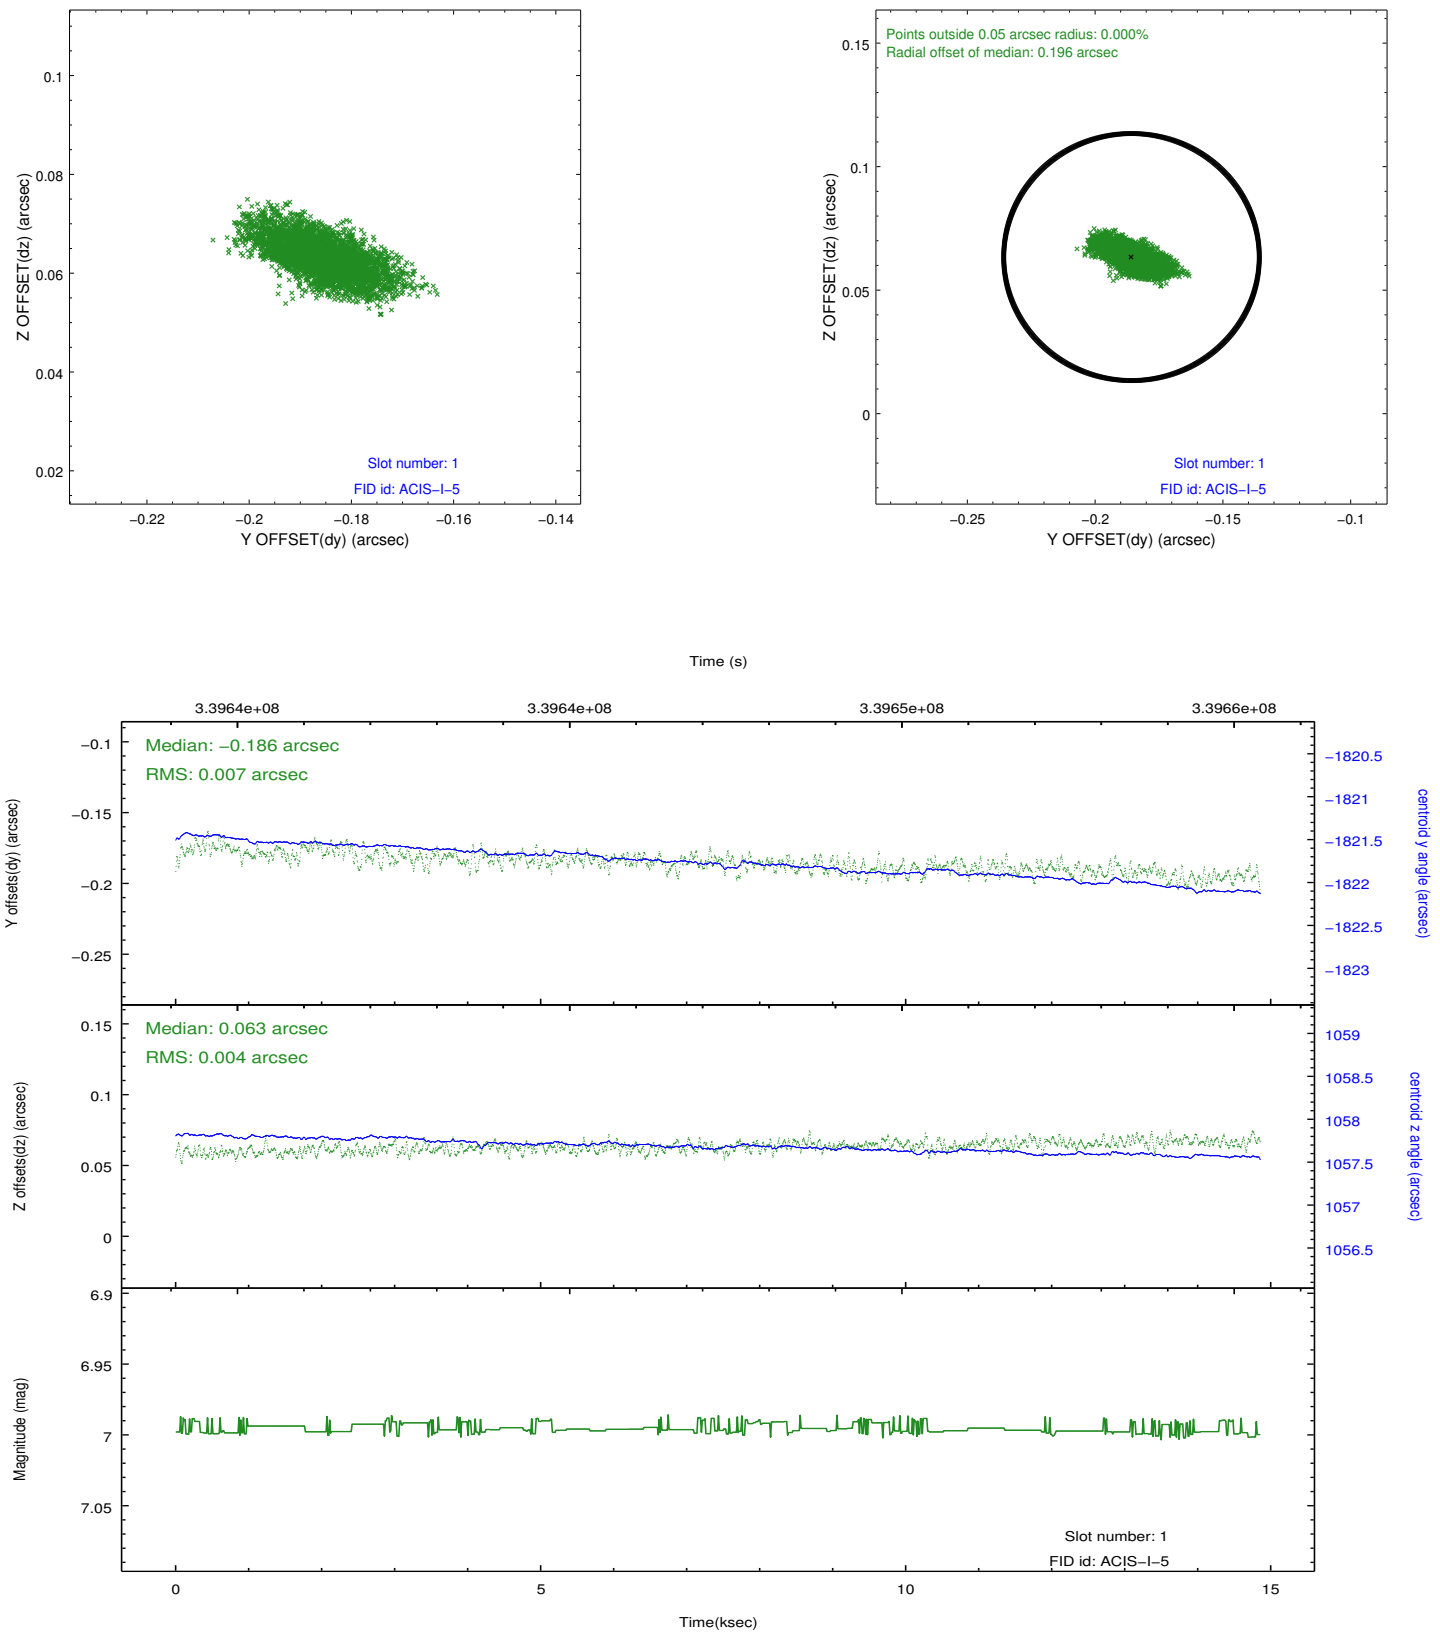 0.1
0.08
0.06
0.04
0.02
Z OFFSET(dz) (arcsec)
Slot number: 1
FID id: ACIS−I−5
−0.22
−0.2
−0.18
−0.16
−0.14
Y OFFSET(dy) (arcsec)
Points outside 0.05 arcsec radius: 0.000%
Radial offset of median: 0.196 arcsec
0.15
0.1
0.05
0
Z OFFSET(dz) (arcsec)
Slot number: 1
FID id: ACIS−I−5
−0.25
−0.2
−0.15
−0.1
Y OFFSET(dy) (arcsec)
Time (s)
3.3964e+08
3.3964e+08
3.3965e+08
3.3966e+08
Median: −0.186 arcsec
RMS: 0.007 arcsec
−0.1
−0.15
−0.2
−0.25
Y offsets(dy) (arcsec)
−1820.5
−1821
−1821.5
−1822
−1822.5
−1823
centroid y angle (arcsec)
Median: 0.063 arcsec
RMS: 0.004 arcsec
0.15
0.1
0.05
0
Z offsets(dz) (arcsec)
1059
1058.5
1058
1057.5
1057
1056.5
centroid z angle (arcsec)
6.9
6.95
7
7.05
Magnitude (mag)
Slot number: 1
FID id: ACIS−I−5
0
5
10
15
Time(ksec)